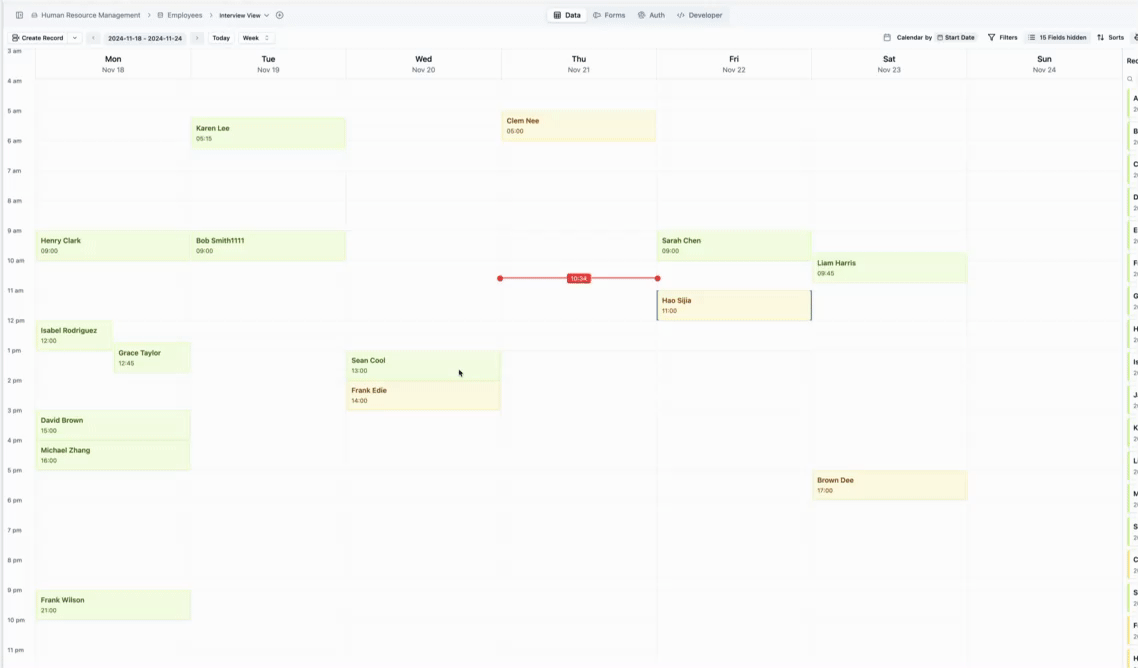 Human Resource Management > Employees > Interview View
Data Forms Auth Developer
Create Record 2024-11-18 - 2024-11-24 Today Week
Calendar by Start Date Filters 15 Fields hidden Sorts
Mon Tue Wed Thu Fri Sat Sun
Nov 18 Nov 19 Nov 20 Nov 21 Nov 22 Nov 23 Nov 24
3 am
4 am
5 am
6 am
7 am
8 am
9 am
10 am
11 am
12 pm
1 pm
2 pm
3 pm
4 pm
5 pm
6 pm
7 pm
8 pm
9 pm
10 pm
11 pm
Henry Clark
09:00
Isabel Rodriguez
12:00
Grace Taylor
12:45
David Brown
15:00
Michael Zhang
16:00
Frank Wilson
21:00
Karen Lee
05:15
Bob Smith1111
09:00
Sean Cool
13:00
Frank Edie
14:00
Clem Nee
05:00
10:34
Sarah Chen
09:00
Hao Sijia
11:00
Liam Harris
09:45
Brown Dee
17:00